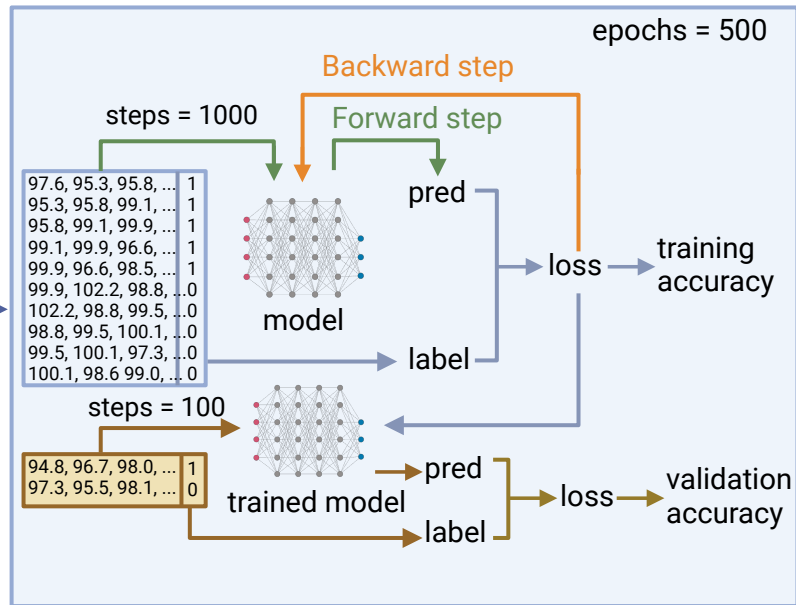 epochs = 500
Backward step
steps = 1000
Forward step
97.6, 95.3, 95.8, ... 1
95.3, 95.8, 99.1, ... 1
95.8, 99.1, 99.9, ... 1
99.1, 99.9, 96.6, ... 1
99.9, 96.6, 98.5, ... 1
99.9, 102.2, 98.8, ...0
102.2, 98.8, 99.5, ...0
98.8, 99.5, 100.1, ...0
99.5, 100.1, 97.3, ... 0
100.1, 98.6 99.0, ... 0
pred
model
label
loss
training
accuracy
steps = 100
94.8, 96.7, 98.0, ... 1
97.3, 95.5, 98.1, ... 0
trained model
pred
label
loss
validation
accuracy